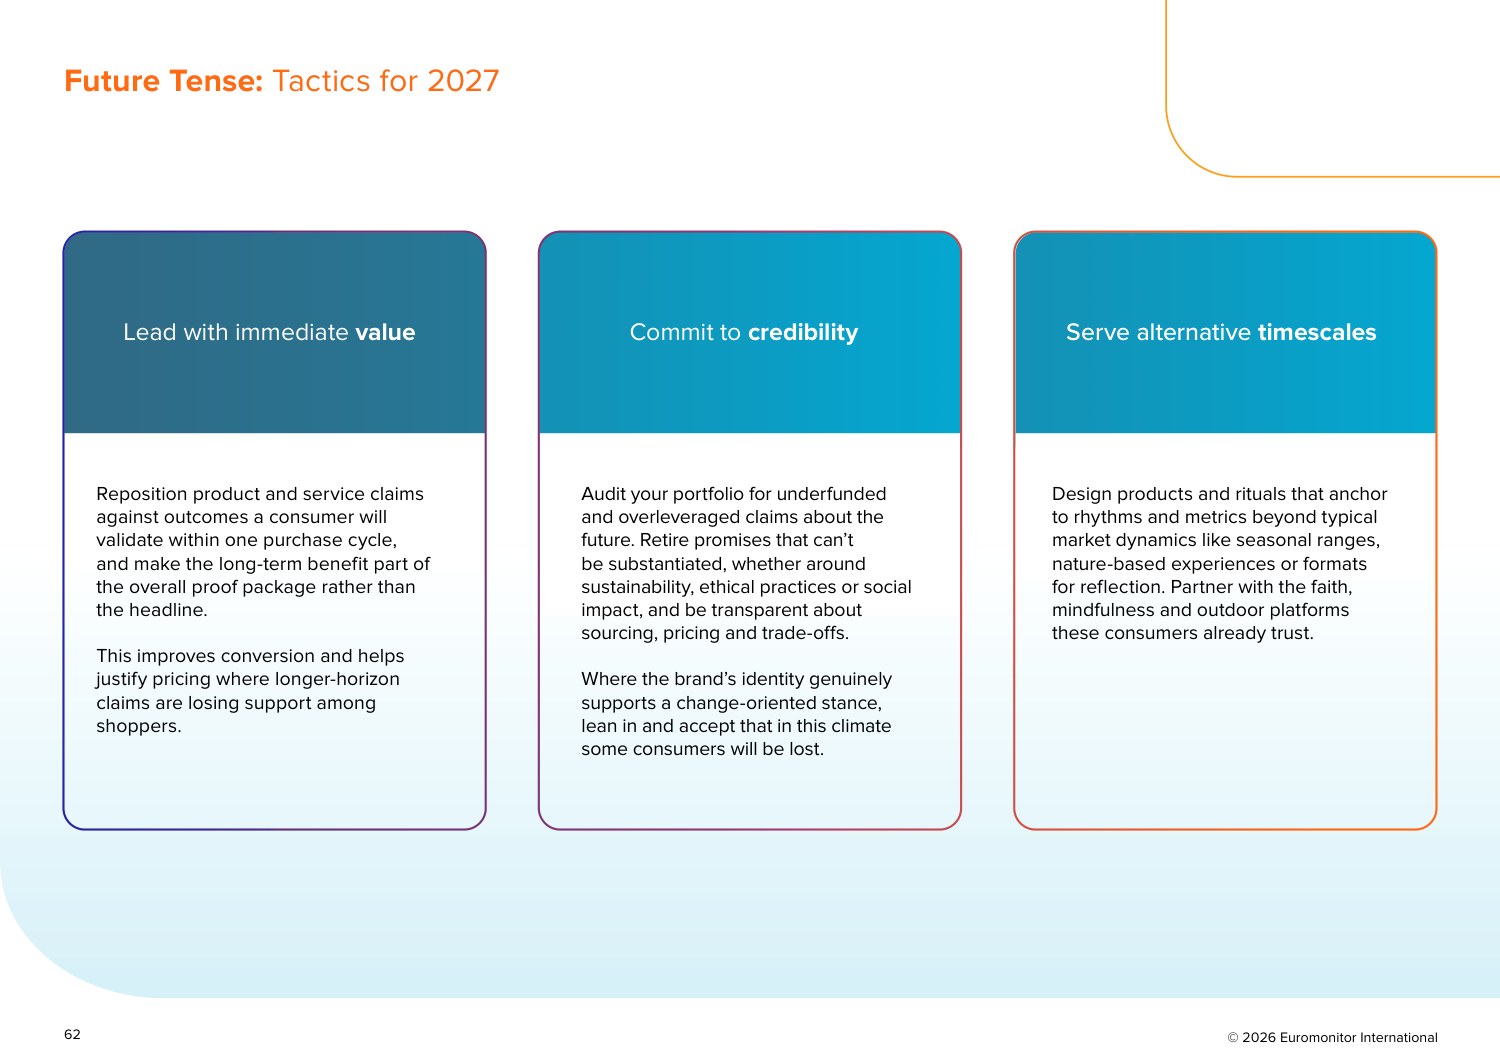 Future Tense: Tactics for 2027
Lead with immediate value
Reposition product and service claims
against outcomes a consumer will
validate within one purchase cycle,
and make the long-term benefit part of
the overall proof package rather than
the headline.
This improves conversion and helps
justify pricing where longer-horizon
claims are losing support among
shoppers.
Commit to credibility
Audit your portfolio for underfunded
and overleveraged claims about the
future. Retire promises that can’t
be substantiated, whether around
sustainability, ethical practices or social
impact, and be transparent about
sourcing, pricing and trade-offs.
Where the brand’s identity genuinely
supports a change-oriented stance,
lean in and accept that in this climate
some consumers will be lost.
Serve alternative timescales
Design products and rituals that anchor
to rhythms and metrics beyond typical
market dynamics like seasonal ranges,
nature-based experiences or formats
for reflection. Partner with the faith,
mindfulness and outdoor platforms
these consumers already trust.
62
© 2026 Euromonitor International